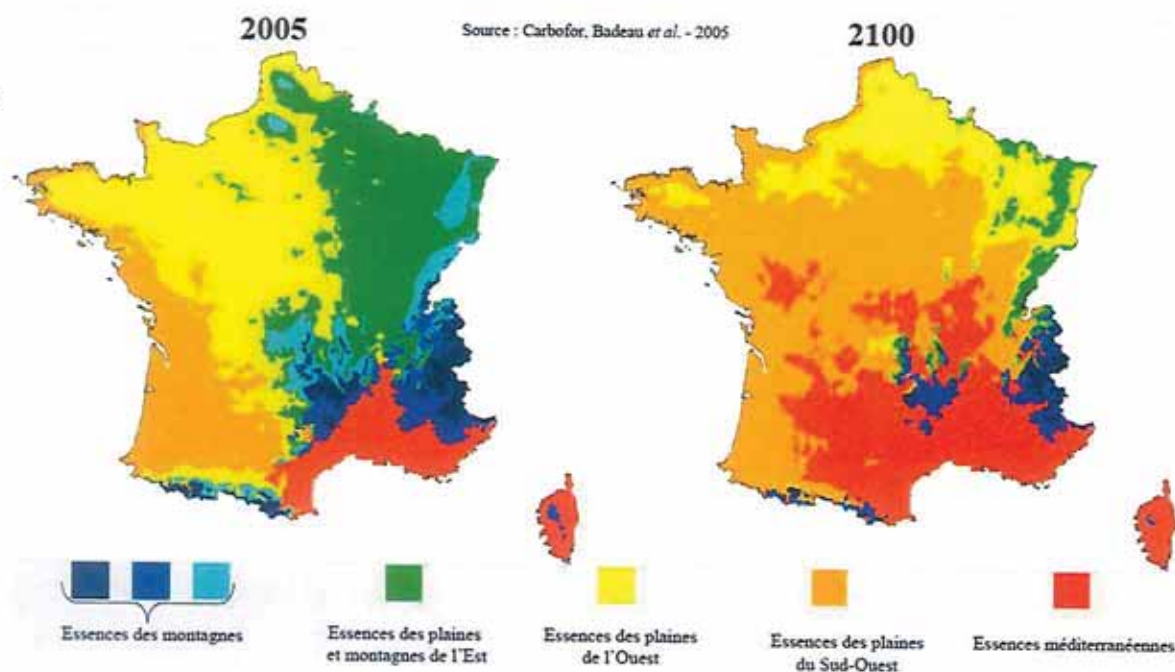 2005
Source : Carbofor, Badeau et al. - 2005
2100
Essences des montagnes
Essences des plaines
et montagnes de l'Est
Essences des plaines
de l'Ouest
Essences des plaines
du Sud-Ouest
Essences méditerranéennes